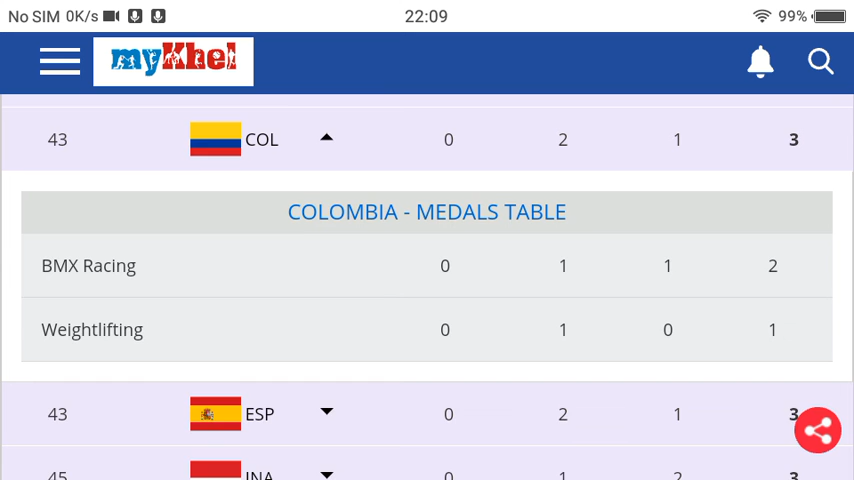 No SIM 0K/s 22:09 99%
myKhel
43 COL 0 2 1 3
COLOMBIA - MEDALS TABLE
BMX Racing 0 1 1 2
Weightlifting 0 1 0 1
43 ESP 0 2 1 3
45 INA 0 1 2 3